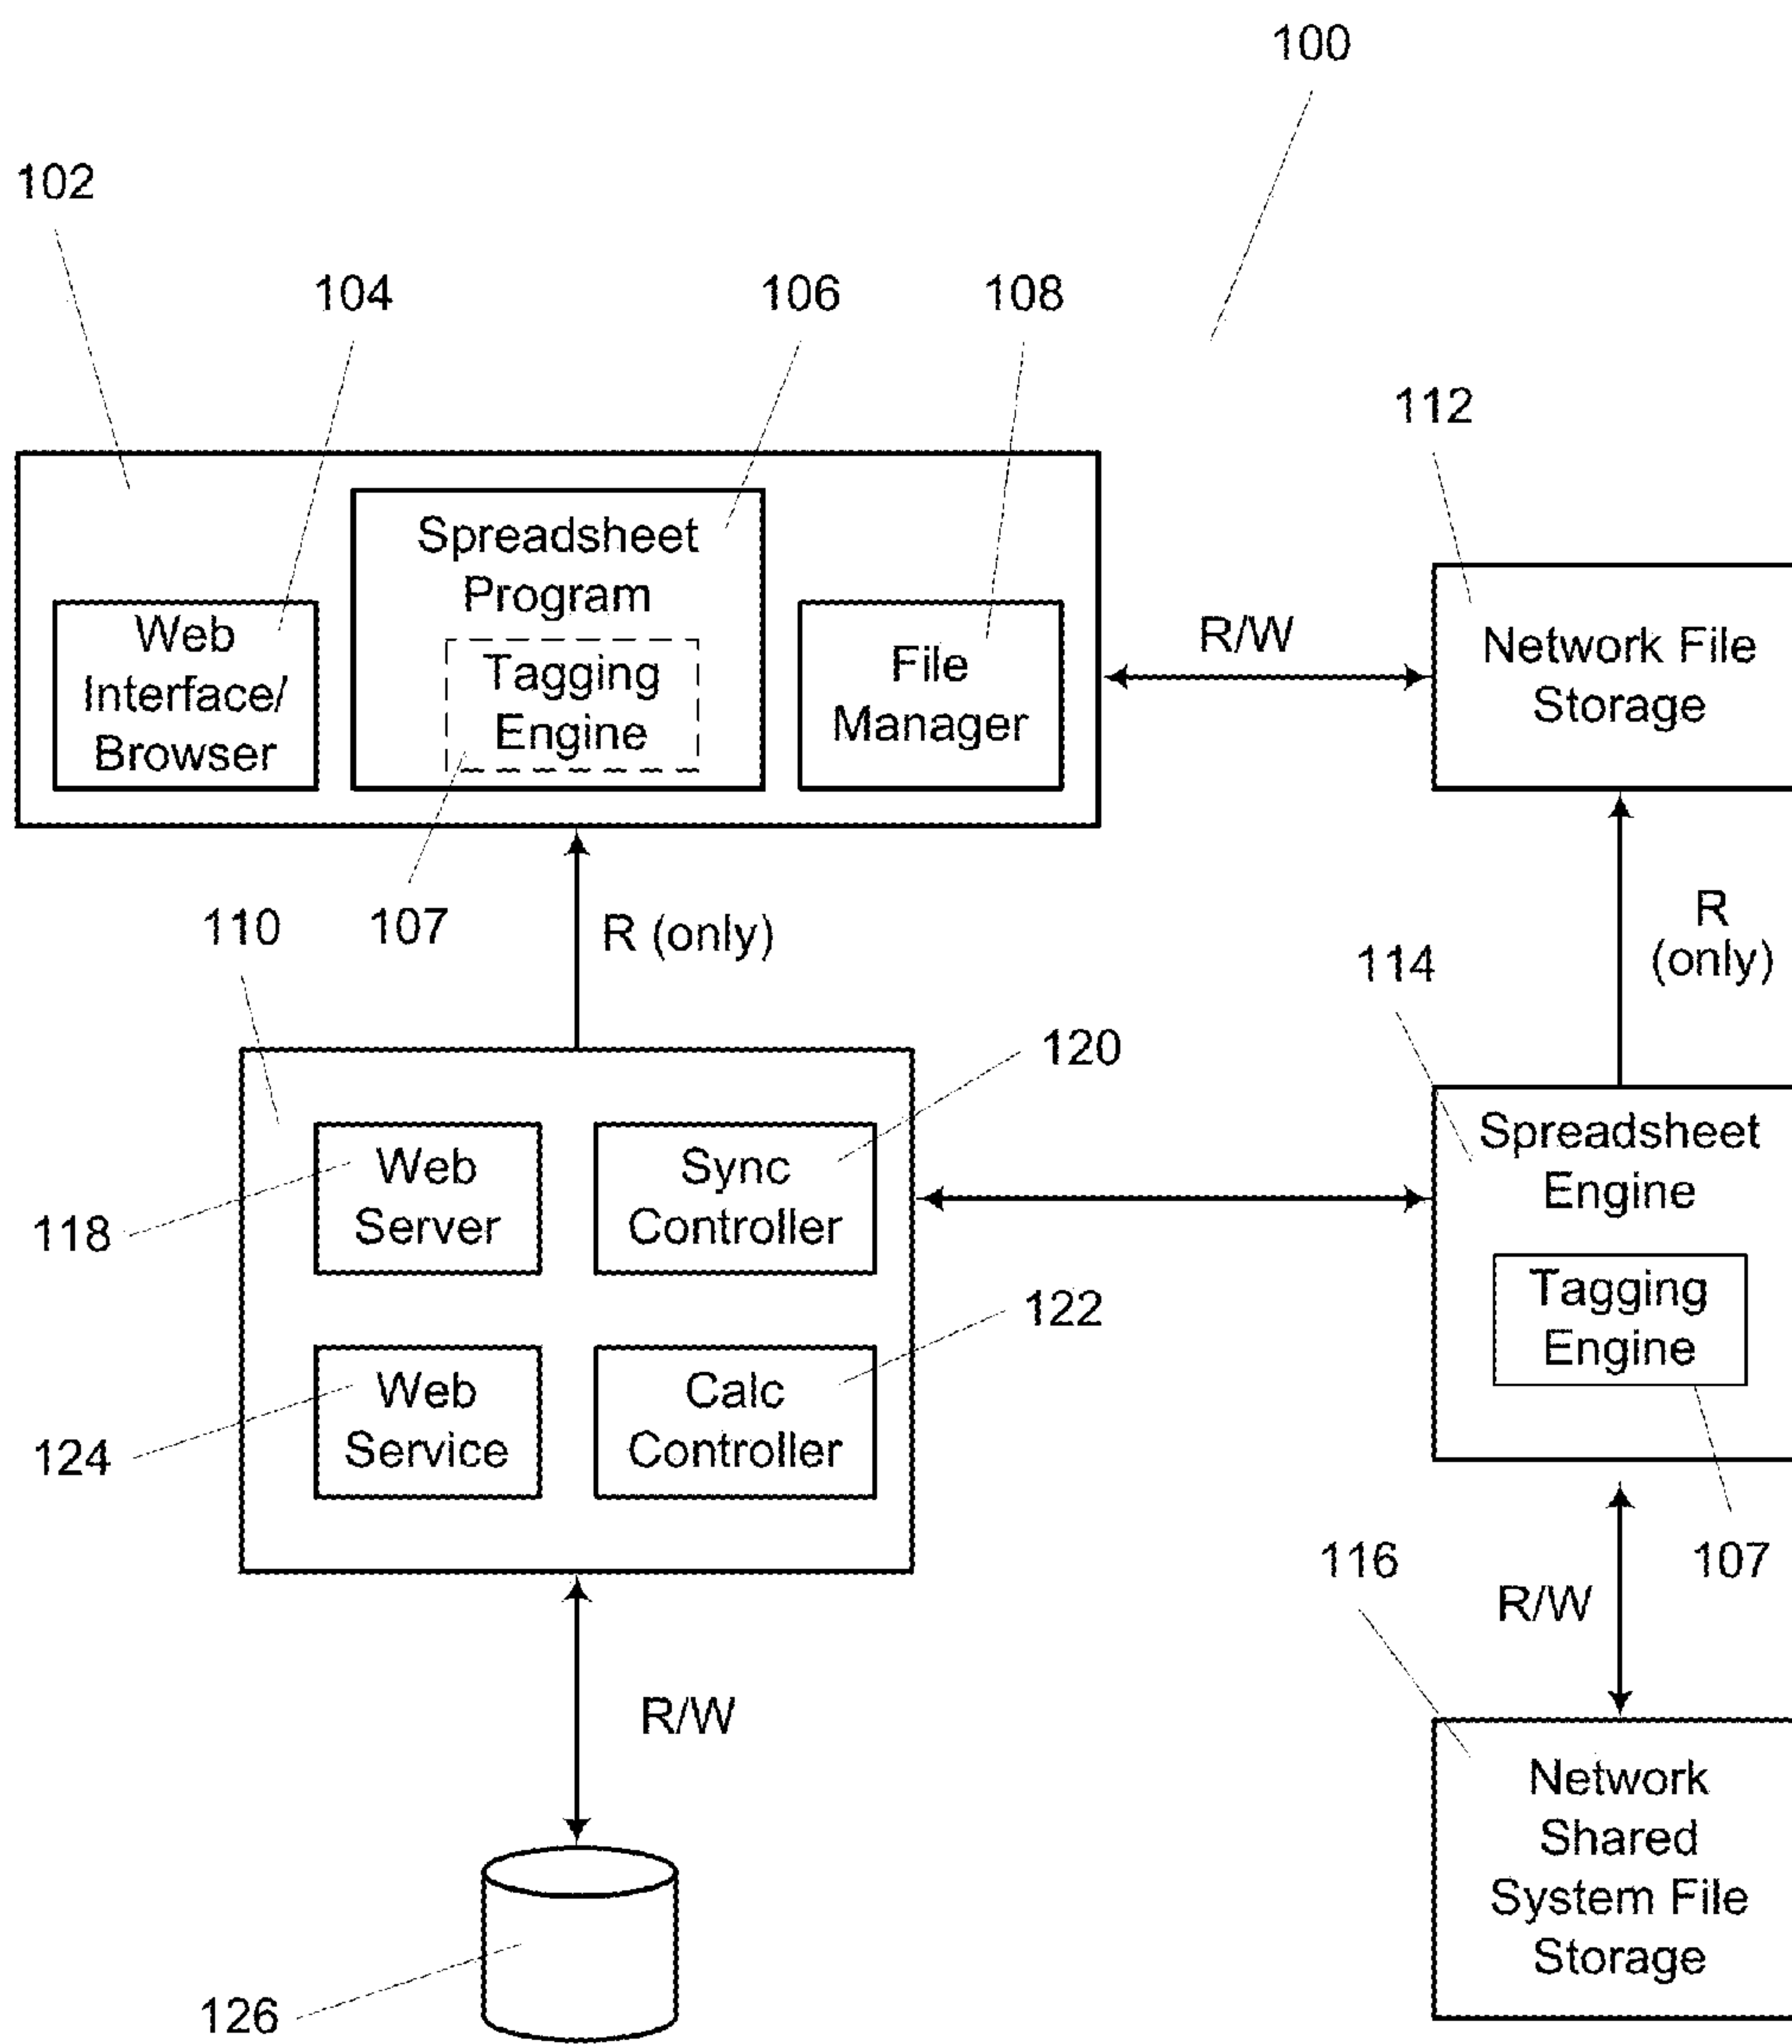 100
102
104
106
108
112
Spreadsheet
Program
Web
Interface/
Browser
Tagging
Engine
File
Manager
R/W
Network File
Storage
107
110
R (only)
R
(only)
114
120
Web
Server
Sync
Controller
118
Spreadsheet
Engine
Tagging
Engine
122
Web
Service
Calc
Controller
124
116
107
R/W
R/W
Network
Shared
System File
Storage
126